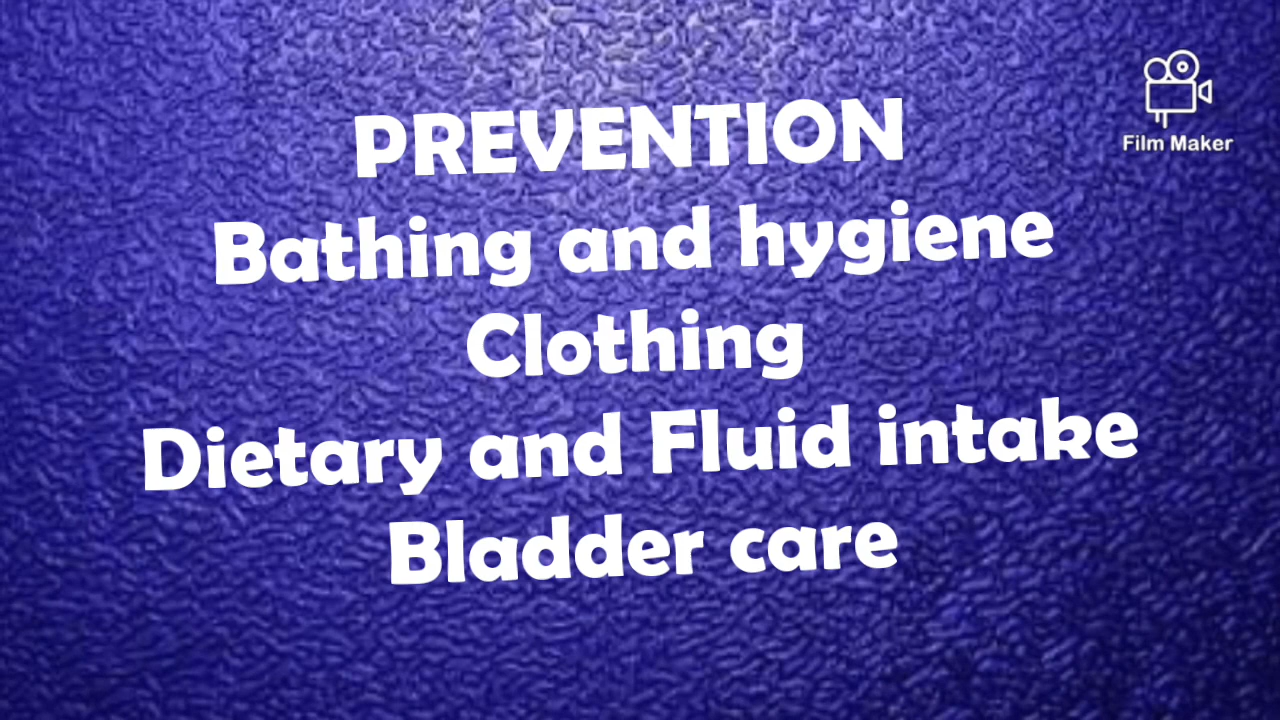 PREVENTION
Film Maker
Bathing and hygiene
Clothing
Dietary and Fluid intake
Bladder care